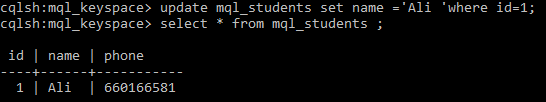 cqlsh:mql_keyspace> update mql_students set name ='Ali 'where id=1;
cqlsh:mql_keyspace> select * from mql_students ;
id | name | phone
----+------+-----------
1 | Ali | 660166581